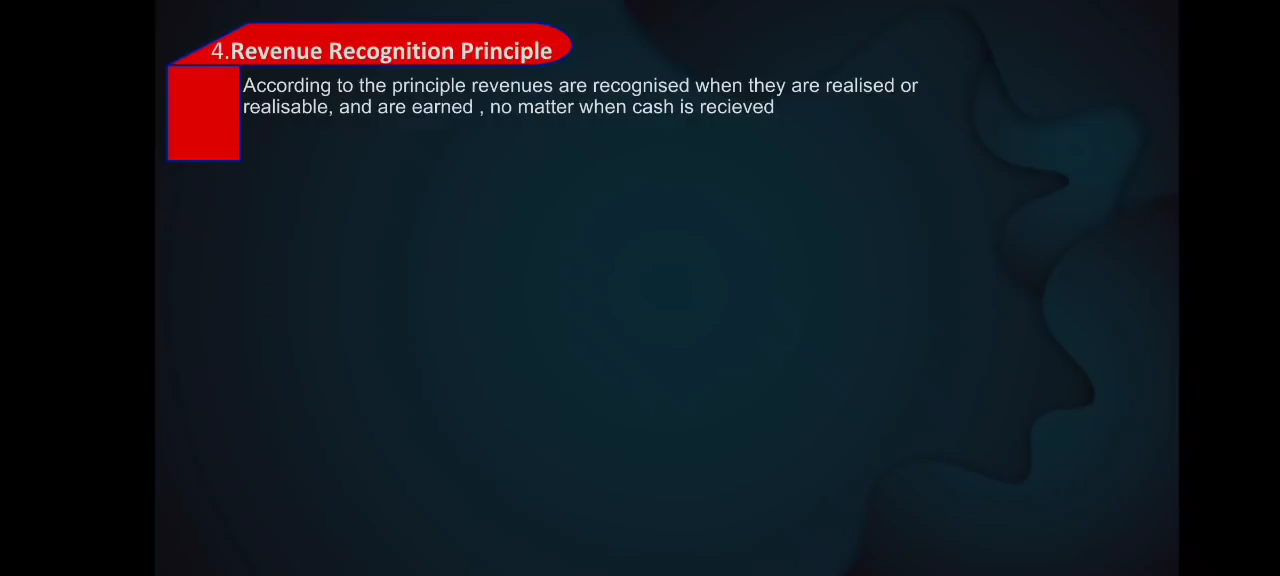 4.Revenue Recognition Principle
According to the principle revenues are recognised when they are realised or
realisable, and are earned , no matter when cash is recieved